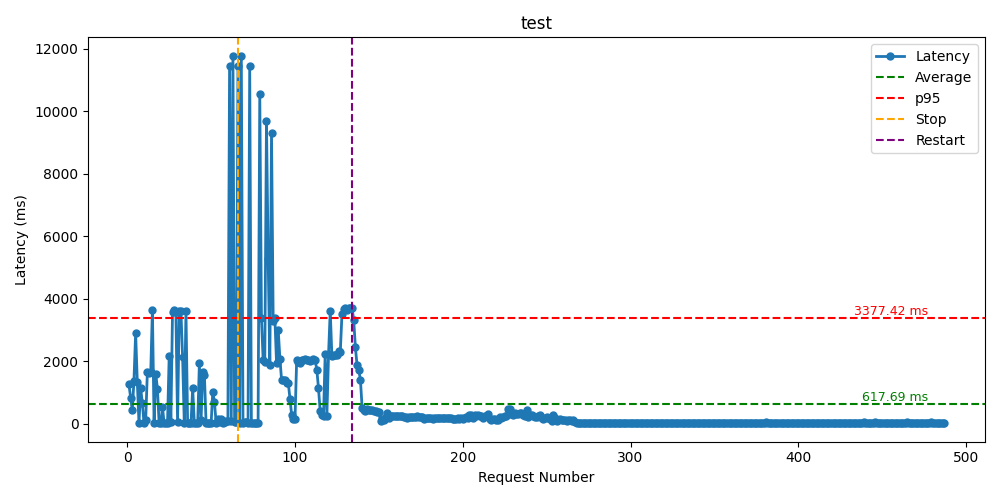 test
12000
10000
8000
6000
4000
2000
0
Latency (ms)
Latency
Average
p95
Stop
Restart
3377.42 ms
617.69 ms
0
100
200
300
400
500
Request Number